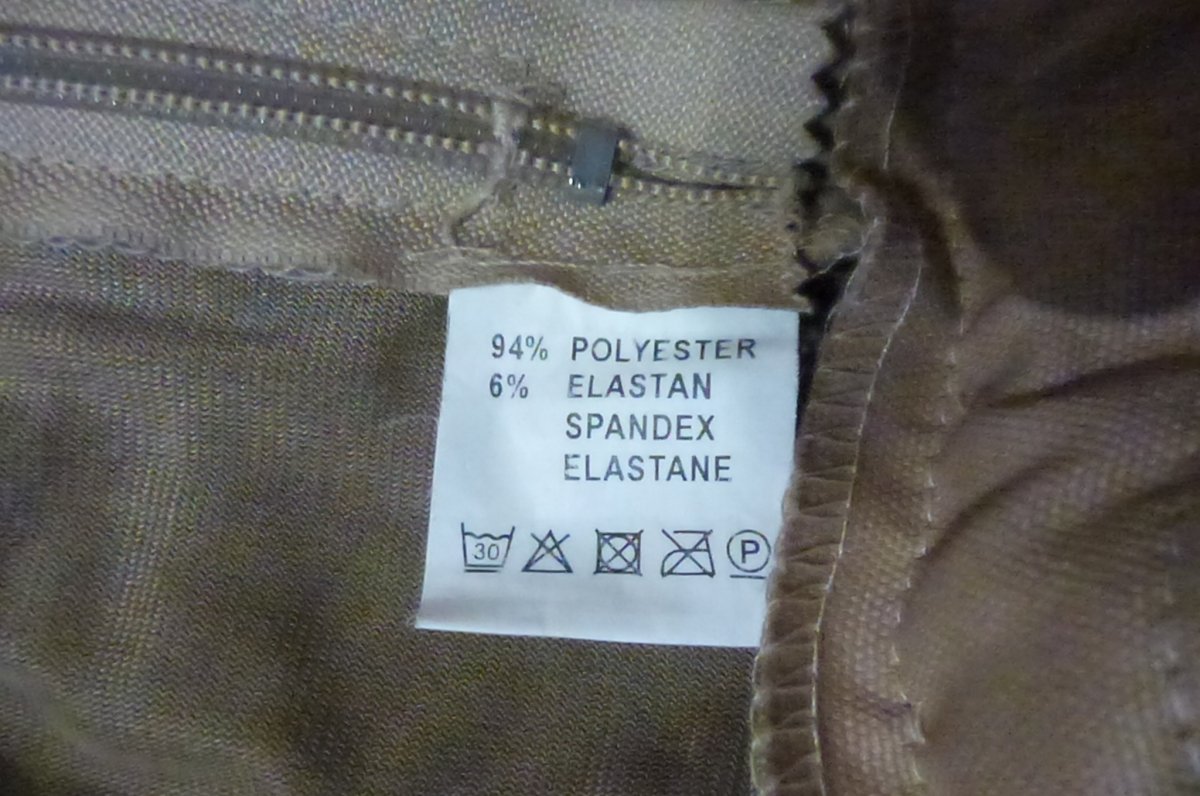 94% POLYESTER
6% ELASTAN
SPANDEX
ELASTANE
30 P